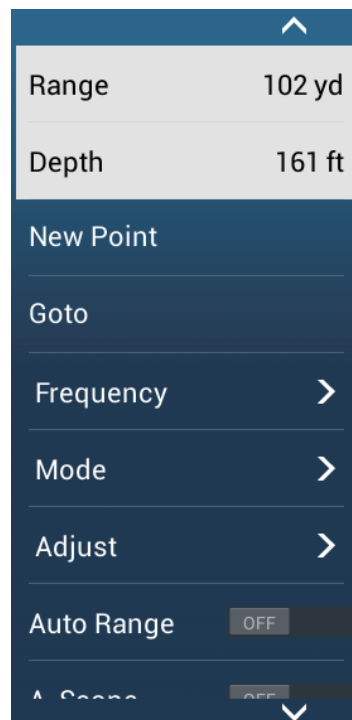 Range 102 yd
Depth 161 ft
New Point
Goto
Frequency
Mode
Adjust
Auto Range OFF